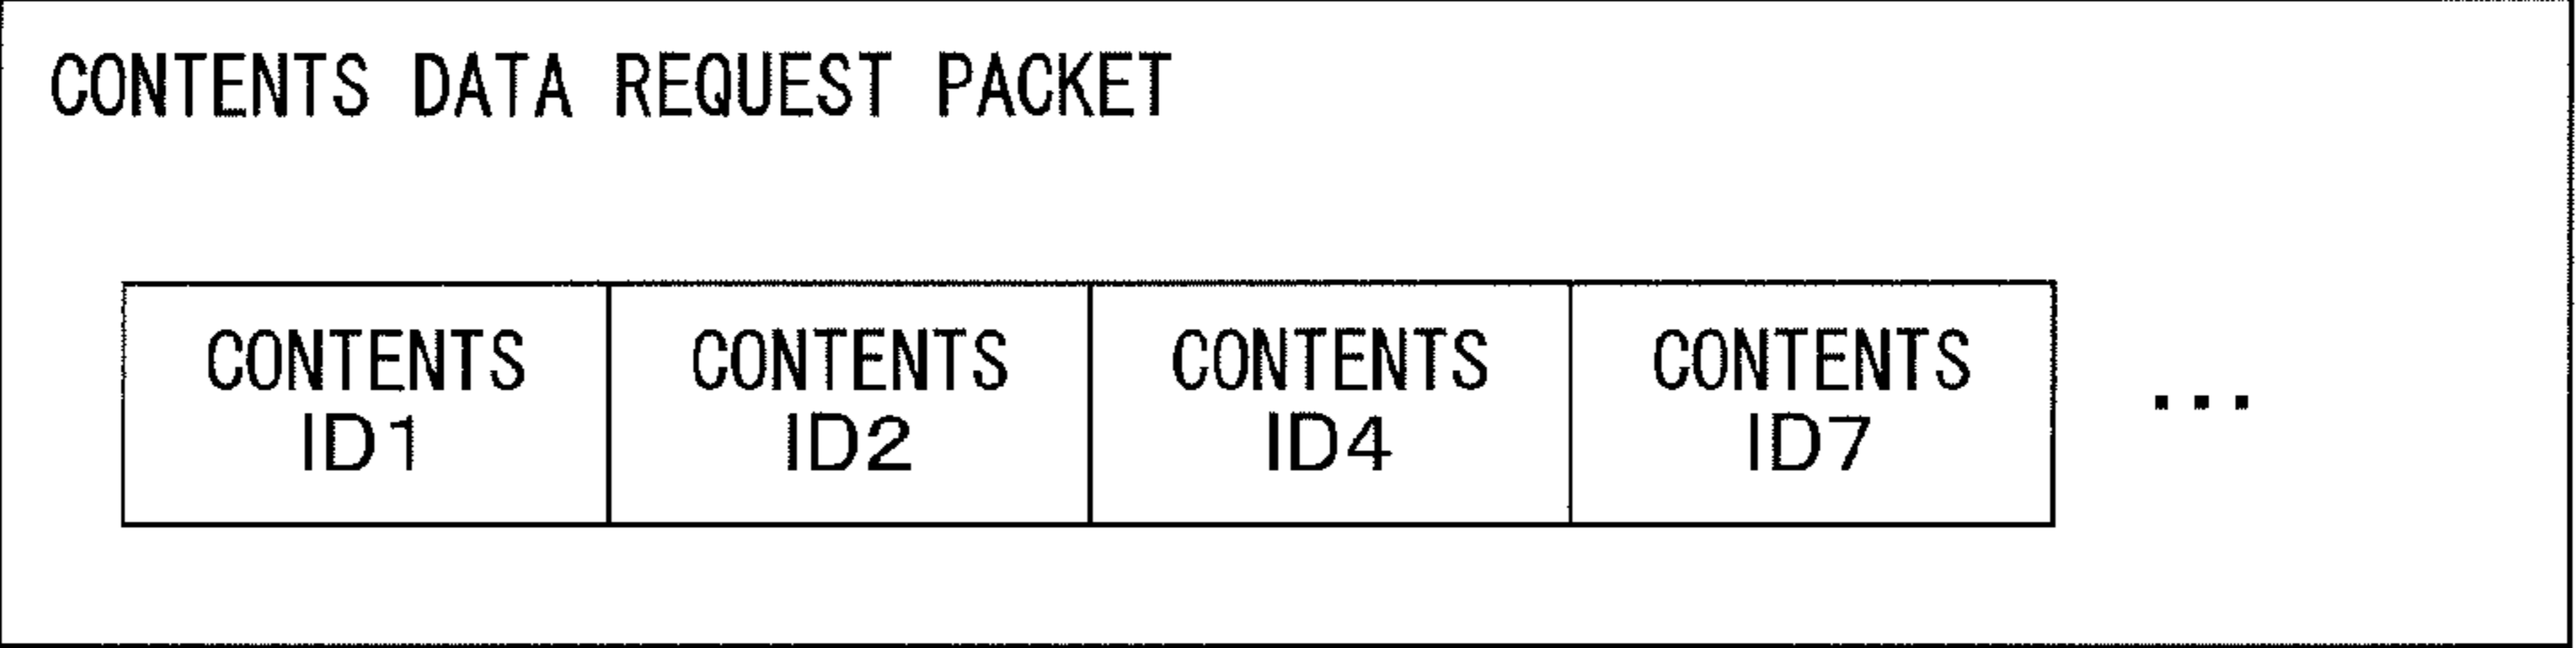 CONTENTS DATA REQUEST PACKET
CONTENTS
ID1
CONTENTS
ID2
CONTENTS
ID4
CONTENTS
ID7
...